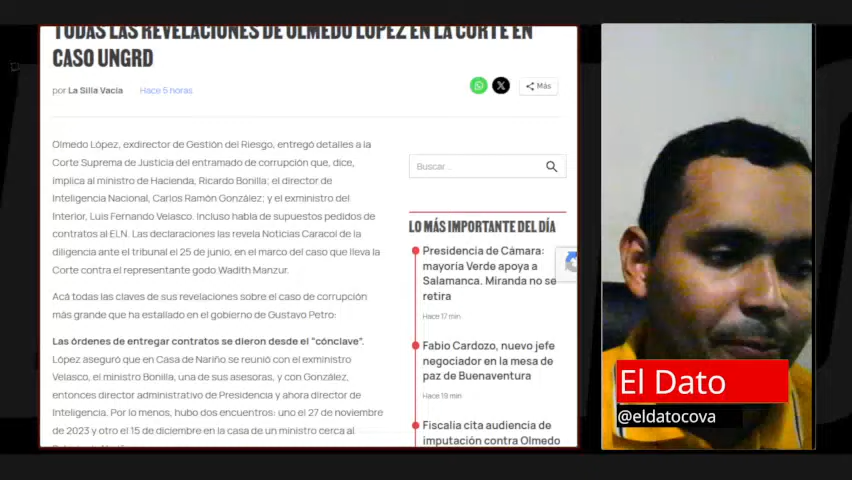 TODAS LAS REVELACIONES DE OLMEDO LÓPEZ EN LA CORTE EN
CASO UNGRD
por La Silla Vacía Hace 5 horas
Más
Olmedo López, exdirector de Gestión del Riesgo, entregó detalles a la
Corte Suprema de Justicia del entramado de corrupción que, dice,
implica al ministro de Hacienda, Ricardo Bonilla; el director de
Inteligencia Nacional, Carlos Ramón González; y el exministro del
Interior, Luis Fernando Velasco. Incluso habla de supuestos pedidos de
contratos al ELN. Las declaraciones las revela Noticias Caracol de la
diligencia ante el tribunal el 25 de junio, en el marco del caso que lleva la
Corte contra el representante godo Wadith Manzur.
Acá todas las claves de sus revelaciones sobre el caso de corrupción
más grande que ha estallado en el gobierno de Gustavo Petro:
Las órdenes de entregar contratos se dieron desde el "cónclave".
López aseguró que en Casa de Nariño se reunió con el exministro
Velasco, el ministro Bonilla, una de sus asesoras, y con González,
entonces director administrativo de Presidencia y ahora director de
Inteligencia. Por lo menos, hubo dos encuentros: uno el 27 de noviembre
de 2023 y otro el 15 de diciembre en la casa de un ministro cerca al
Buscar ...
LO MÁS IMPORTANTE DEL DÍA
Presidencia de Cámara:
mayoría Verde apoya a
Salamanca. Miranda no se
retira
Hace 17 min
Fabio Cardozo, nuevo jefe
negociador en la mesa de
paz de Buenaventura
Hace 19 min
Fiscalía cita audiencia de
imputación contra Olmedo
El Dato
@eldatocova